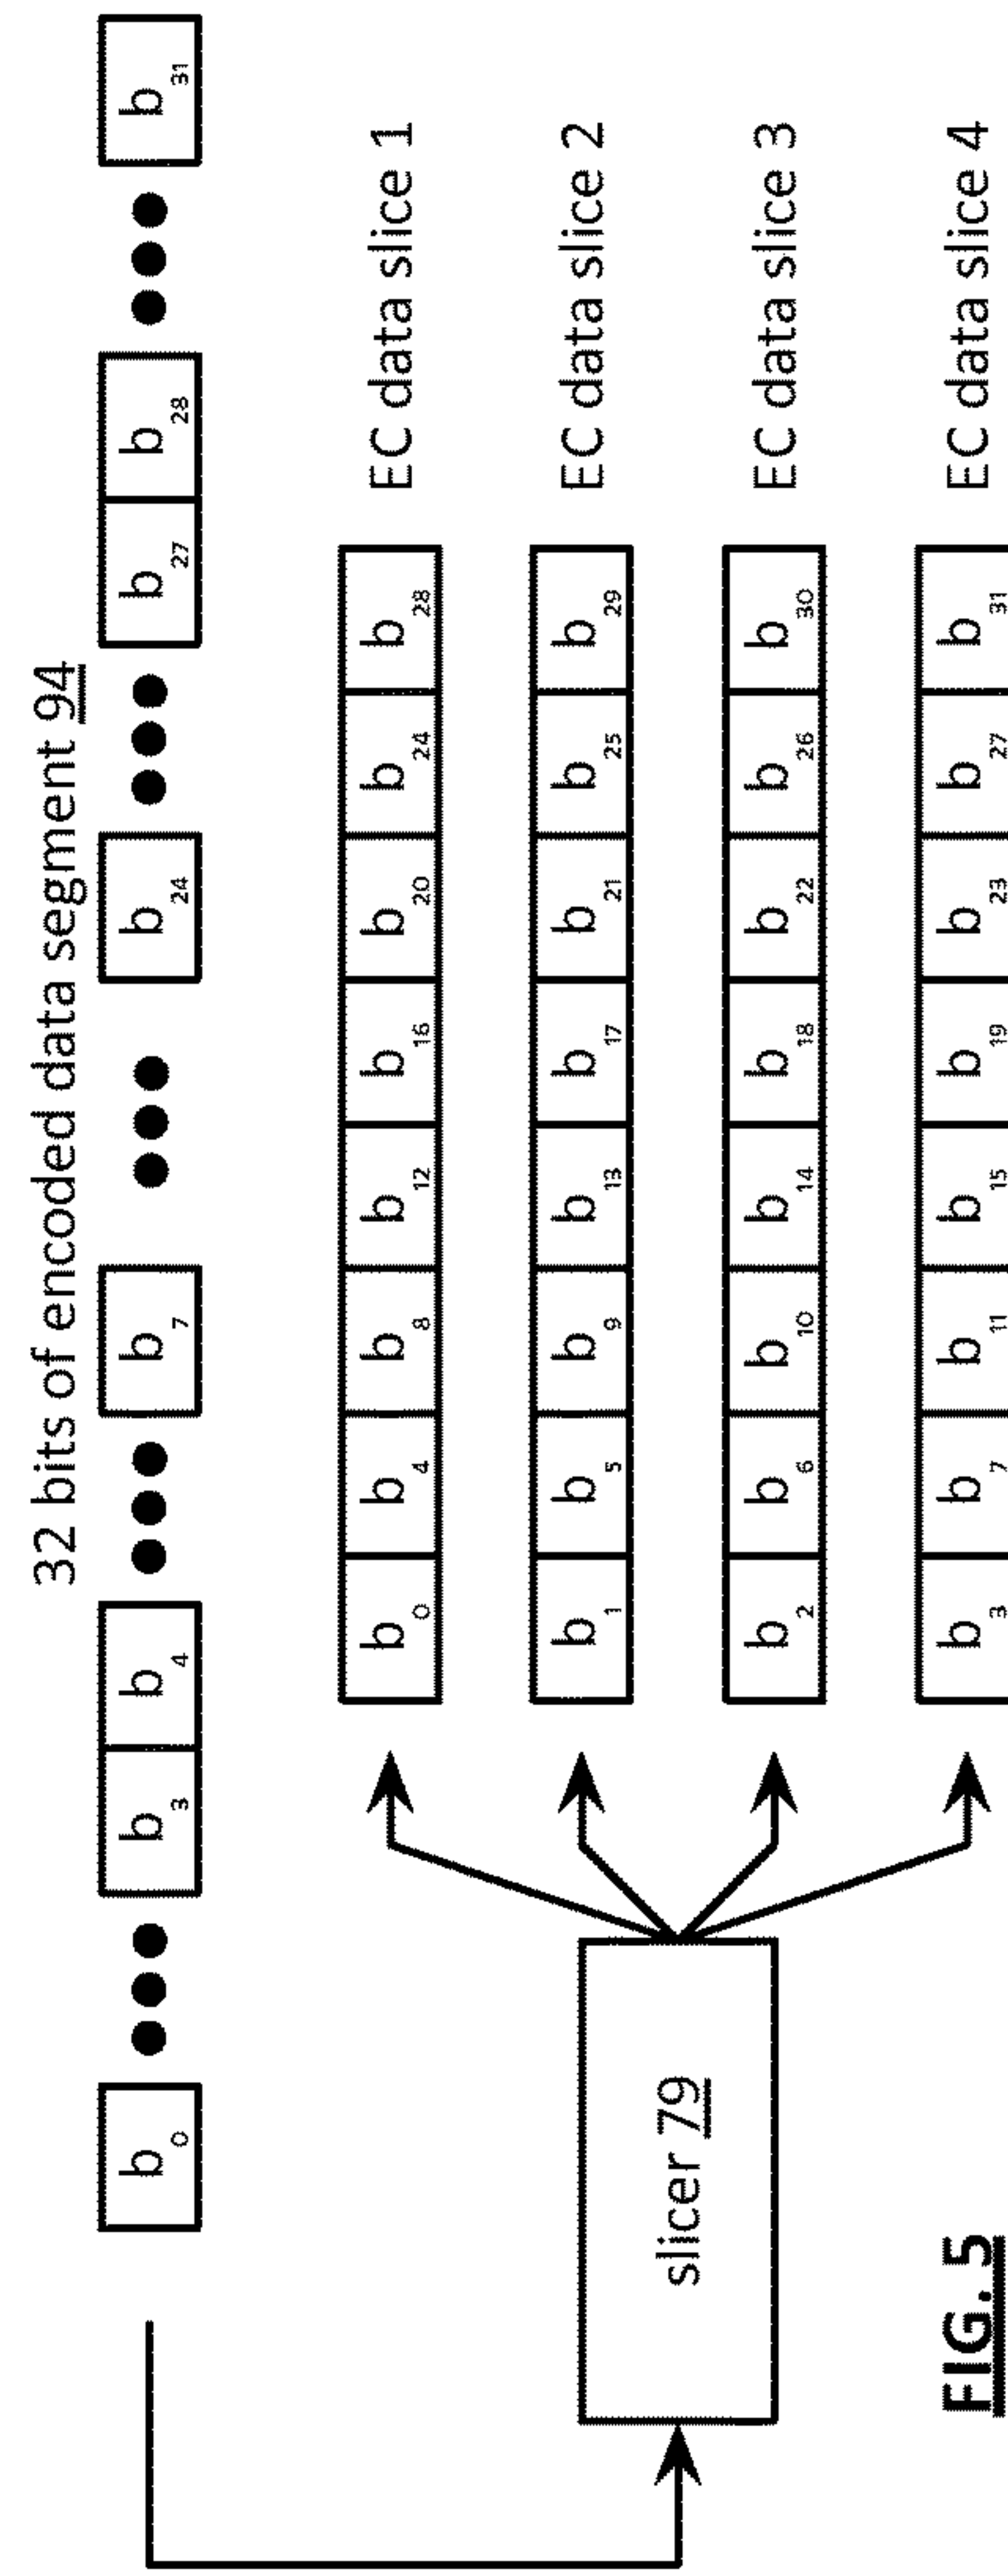 32 bits of encoded data segment 94
b0 ●●● b3 b4 ●●● b7 ●●● b24 ●●● b27 b28 ●●● b31
b0 b4 b8 b12 b16 b20 b24 b28 EC data slice 1
b1 b5 b9 b13 b17 b21 b25 b29 EC data slice 2
slicer 79
b2 b6 b10 b14 b18 b22 b26 b30 EC data slice 3
b3 b7 b11 b15 b19 b23 b27 b31 EC data slice 4
FIG. 5